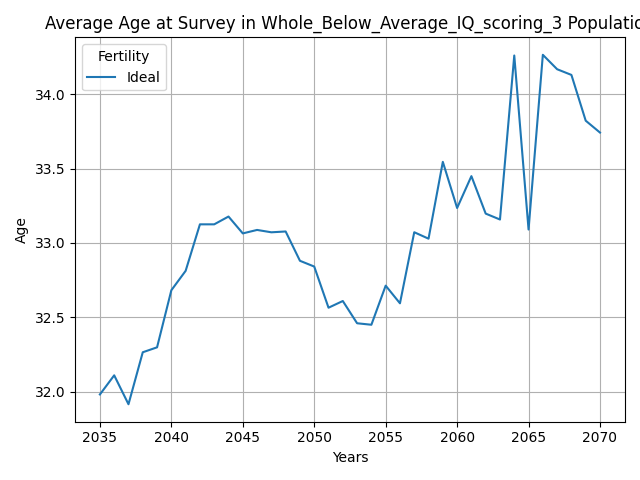 Average Age at Survey in Whole_Below_Average_IQ_scoring_3 Populatio
Fertility
Ideal
Age
34.0
33.5
33.0
32.5
32.0
2035 2040 2045 2050 2055 2060 2065 2070
Years